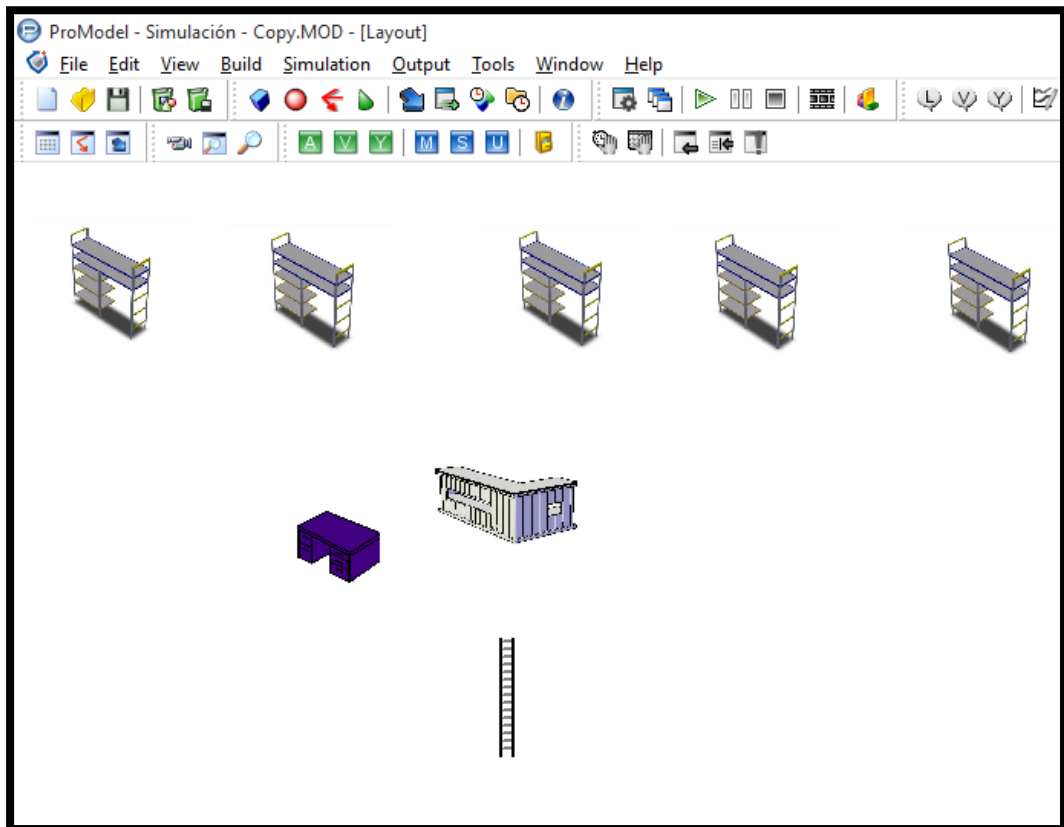 ProModel - Simulación - Copy.MOD - [Layout]
File Edit View Build Simulation Output Tools Window Help
L V Y
A V Y M S U